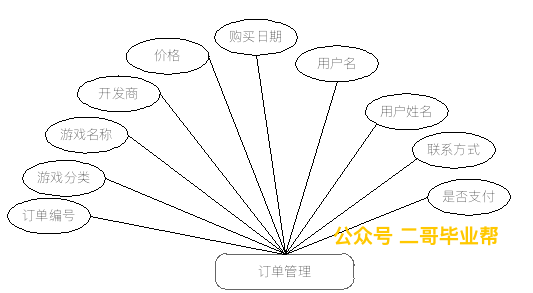 购买日期
价格
用户名
开发商
用户姓名
游戏名称
联系方式
游戏分类
是否支付
订单编号
公众号 二哥毕业帮
订单管理